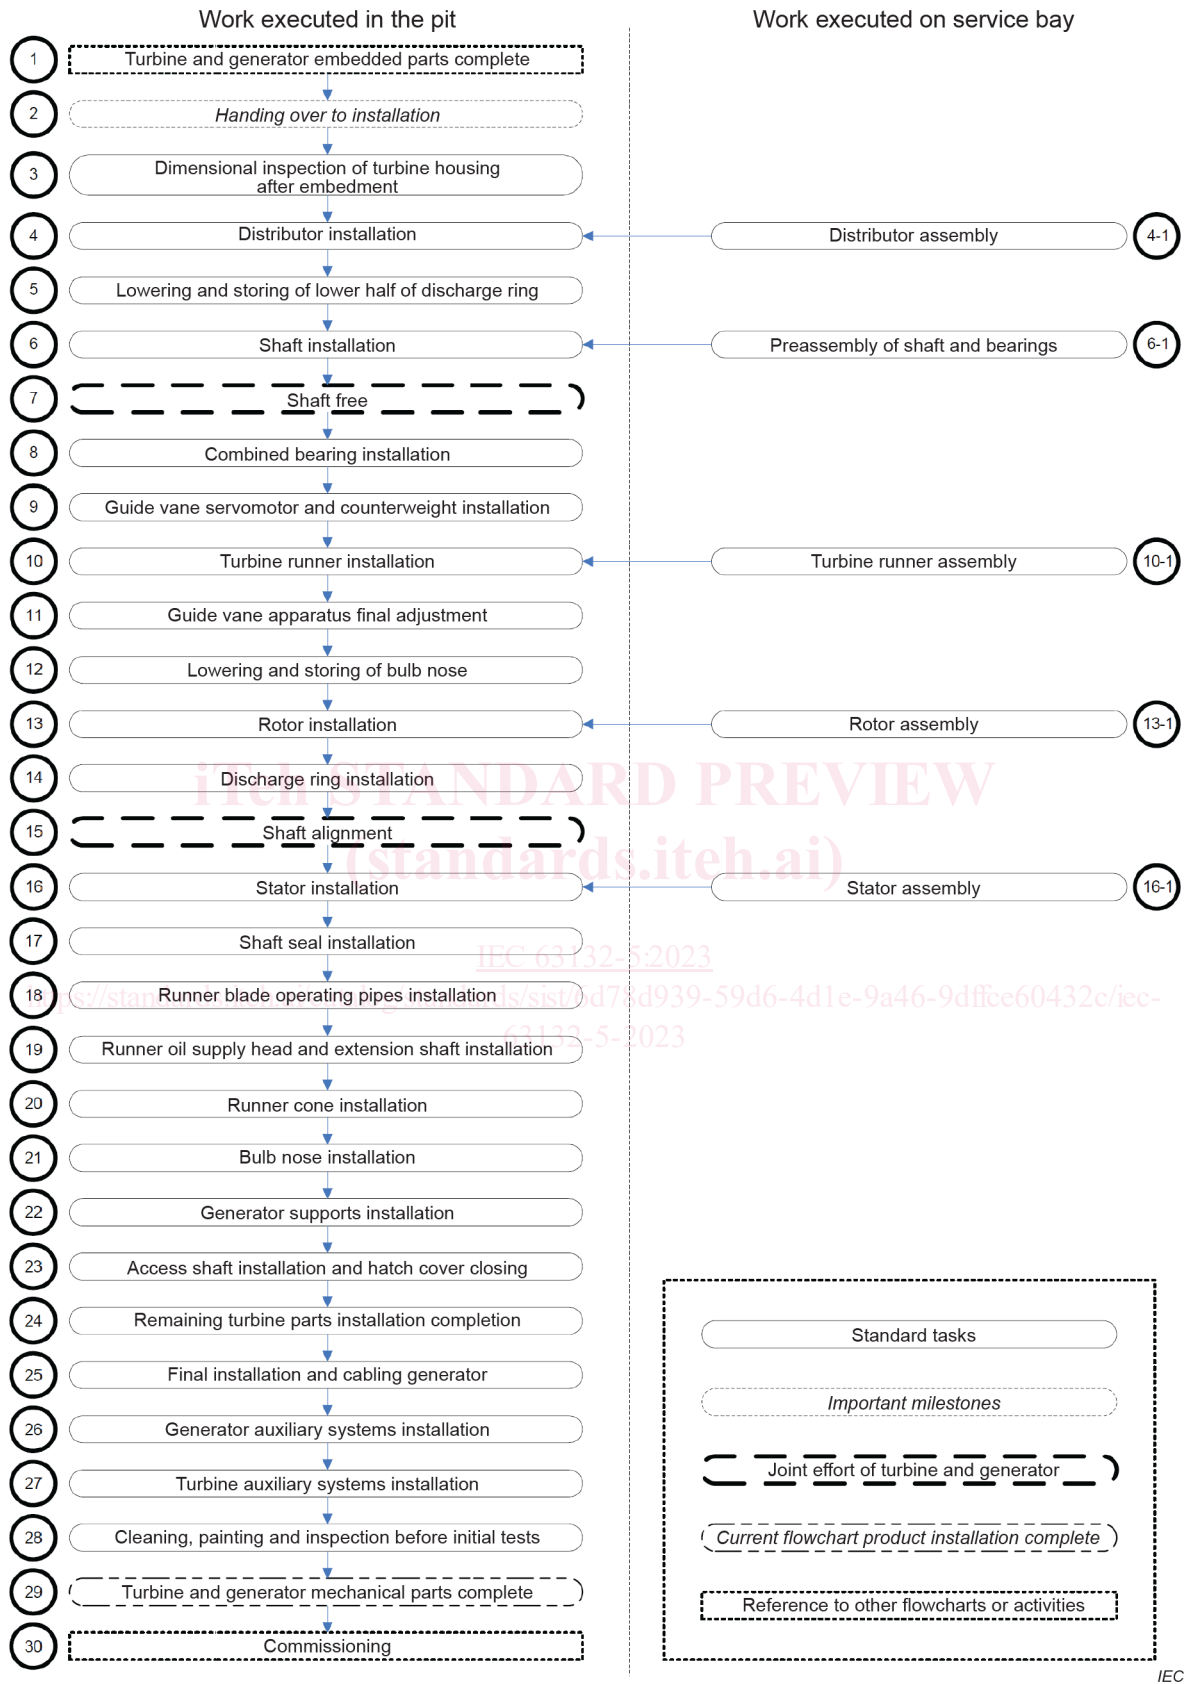 Work executed in the pit
Work executed on service bay
1
Turbine and generator embedded parts complete
2
Handing over to installation
3
Dimensional inspection of turbine housing
after embedment
4
Distributor installation
Distributor assembly
4-1
5
Lowering and storing of lower half of discharge ring
6
Shaft installation
Preassembly of shaft and bearings
6-1
7
Shaft free
8
Combined bearing installation
9
Guide vane servomotor and counterweight installation
10
Turbine runner installation
Turbine runner assembly
10-1
11
Guide vane apparatus final adjustment
12
Lowering and storing of bulb nose
13
Rotor installation
Rotor assembly
13-1
iTeh STANDARD PREVIEW
14
Discharge ring installation
15
Shaft alignment
(standards.iteh.ai)
16
Stator installation
Stator assembly
16-1
17
Shaft seal installation
IEC 63132-5:2023
18
Runner blade operating pipes installation
/sist/6d78d939-59d6-4d1e-9a46-9dffce60432c/iec-
63132-5-2023
19
Runner oil supply head and extension shaft installation
20
Runner cone installation
21
Bulb nose installation
22
Generator supports installation
23
Access shaft installation and hatch cover closing
24
Remaining turbine parts installation completion
25
Final installation and cabling generator
26
Generator auxiliary systems installation
27
Turbine auxiliary systems installation
28
Cleaning, painting and inspection before initial tests
29
Turbine and generator mechanical parts complete
30
Commissioning
Standard tasks
Important milestones
Joint effort of turbine and generator
Current flowchart product installation complete
Reference to other flowcharts or activities
IEC